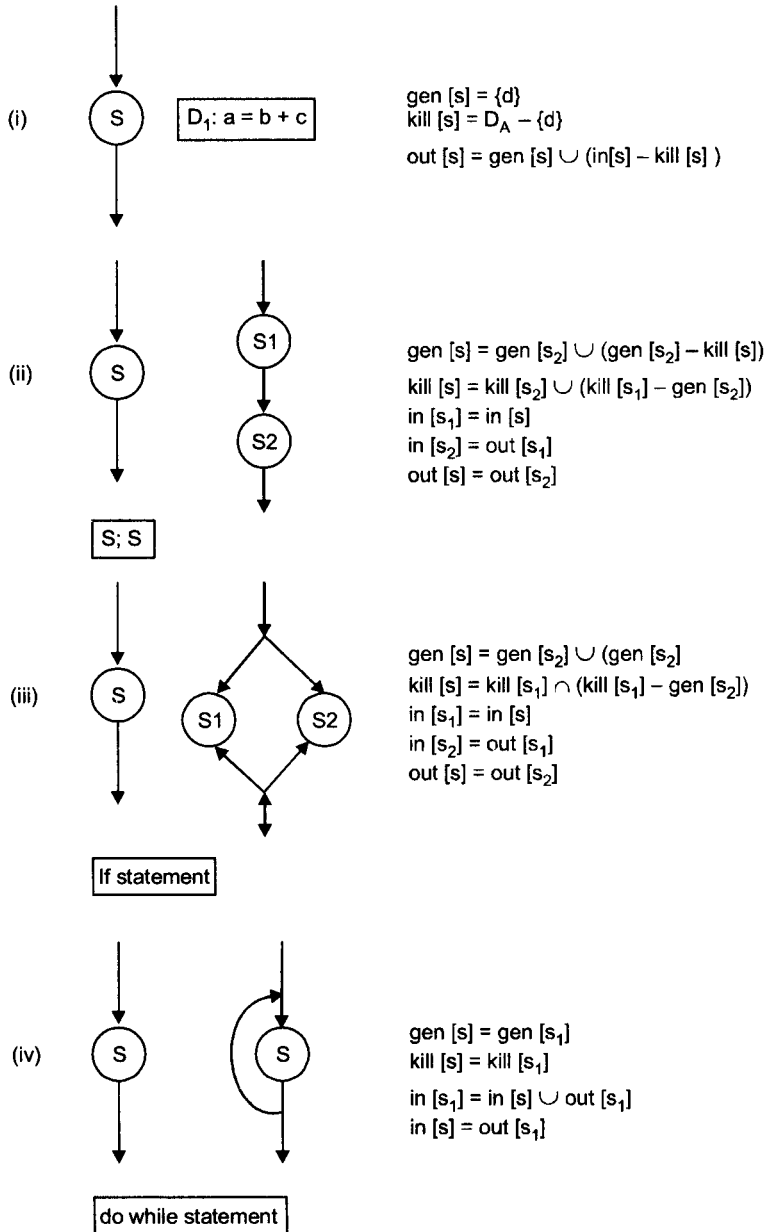 (i)
S
D₁: a = b + c
gen [s] = {d}
kill [s] = D_A – {d}
out [s] = gen [s] ∪ (in[s] – kill [s] )
(ii)
S
S1
S2
gen [s] = gen [s₂] ∪ (gen [s₂] – kill [s])
kill [s] = kill [s₂] ∪ (kill [s₁] – gen [s₂])
in [s₁] = in [s]
in [s₂] = out [s₁]
out [s] = out [s₂]
S; S
(iii)
S
S1
S2
gen [s] = gen [s₂] ∪ (gen [s₂]
kill [s] = kill [s₁] ∩ (kill [s₁] – gen [s₂])
in [s₁] = in [s]
in [s₂] = out [s₁]
out [s] = out [s₂]
If statement
(iv)
S
S
gen [s] = gen [s₁]
kill [s] = kill [s₁]
in [s₁] = in [s] ∪ out [s₁]
in [s] = out [s₁]
do while statement